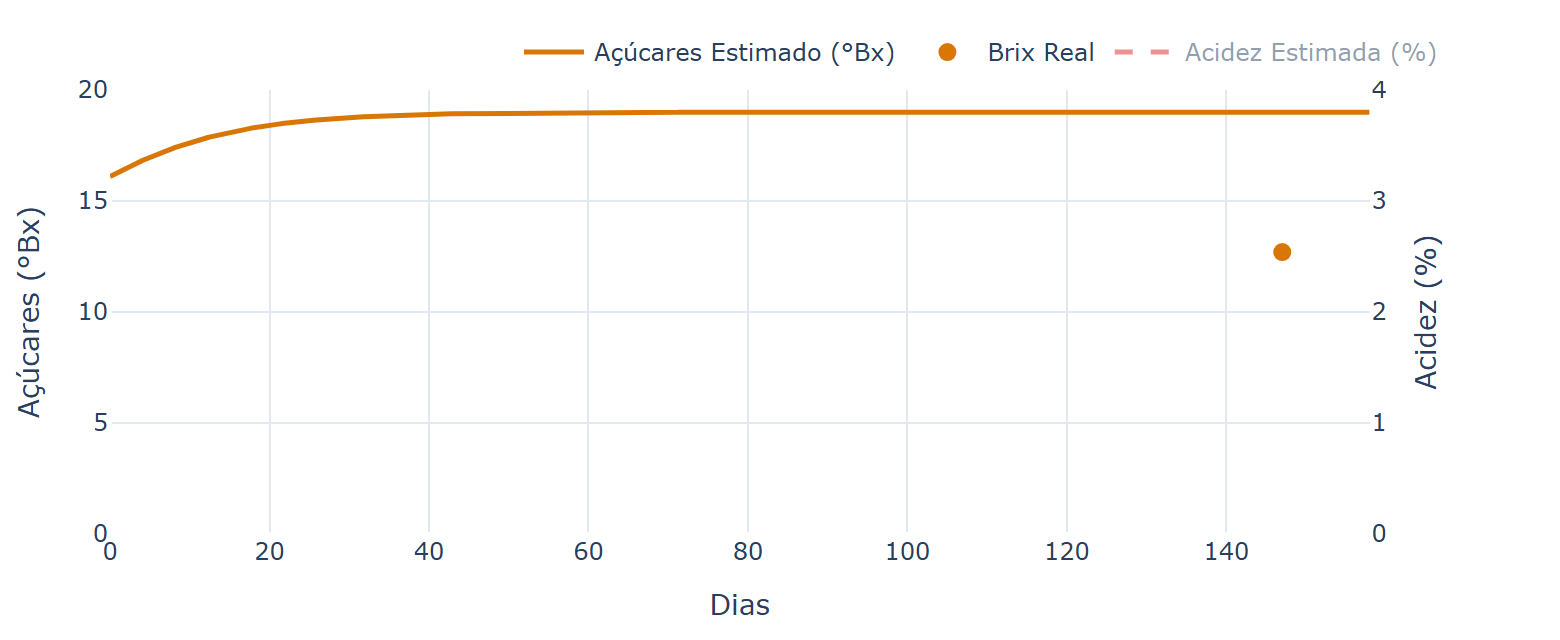 Açúcares Estimado (°Bx) Brix Real Acidez Estimada (%)
20 4
15 3
10 2
5 1
0 0
0 20 40 60 80 100 120 140
Açúcares (°Bx)
Acidez (%)
Dias